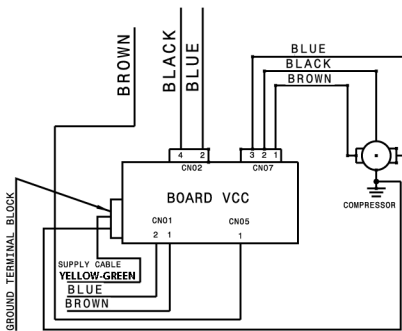 BROWN
BLACK
BLUE
BLUE
BLACK
BROWN
4 2
3 2 1
CN02
CN07
BOARD VCC
COMPRESSOR
CN01
CN05
2 1
1
GROUND TERMINAL BLOCK
SUPPLY CABLE
YELLOW-GREEN
BLUE
BROWN